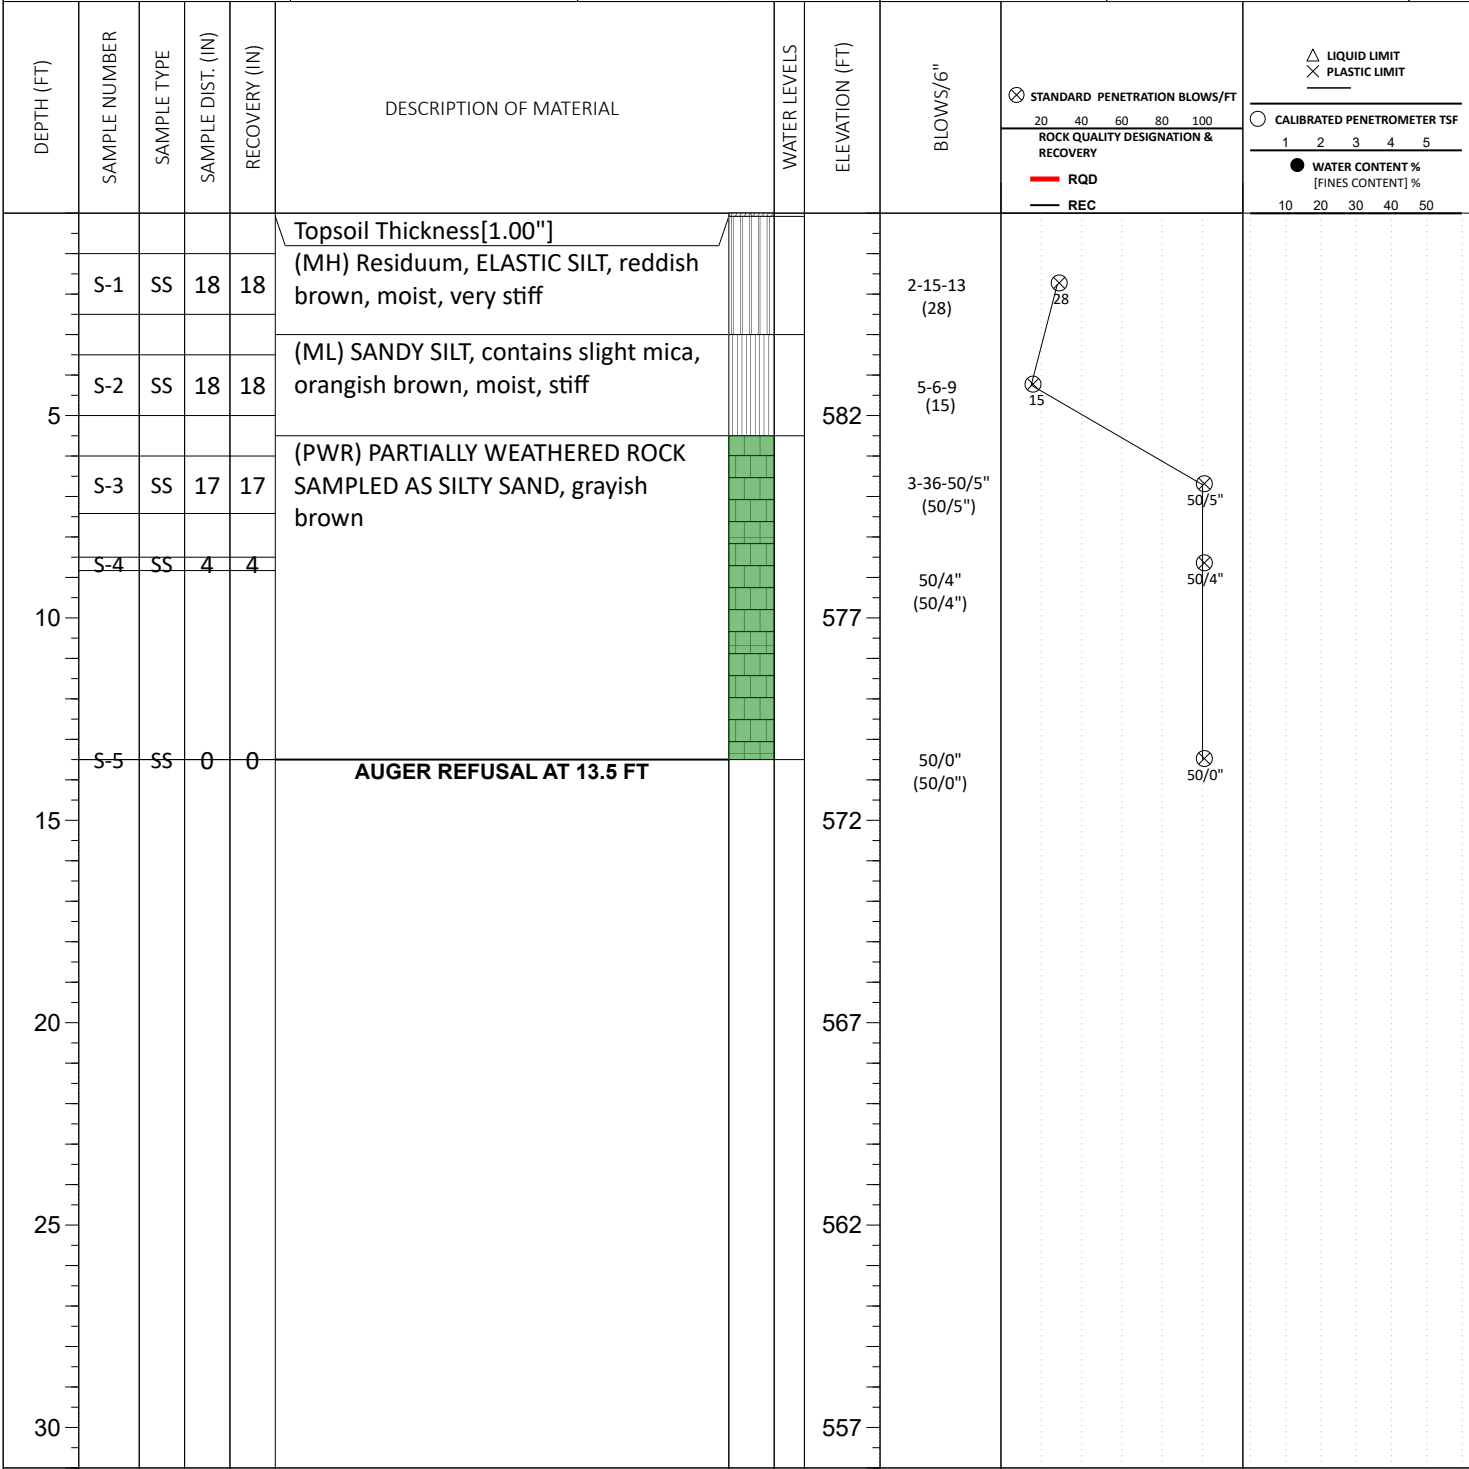 DEPTH (FT)
SAMPLE NUMBER
SAMPLE TYPE
SAMPLE DIST. (IN)
RECOVERY (IN)
DESCRIPTION OF MATERIAL
WATER LEVELS
ELEVATION (FT)
BLOWS/6"
STANDARD PENETRATION BLOWS/FT
20 40 60 80 100
ROCK QUALITY DESIGNATION &
RECOVERY
RQD
REC
LIQUID LIMIT
PLASTIC LIMIT
CALIBRATED PENETROMETER TSF
1 2 3 4 5
WATER CONTENT %
[FINES CONTENT] %
10 20 30 40 50
Topsoil Thickness[1.00"]
(MH) Residuum, ELASTIC SILT, reddish
brown, moist, very stiff
S-1 SS 18 18
2-15-13
(28)
28
(ML) SANDY SILT, contains slight mica,
orangish brown, moist, stiff
S-2 SS 18 18
5-6-9
(15)
15
5
582
(PWR) PARTIALLY WEATHERED ROCK
SAMPLED AS SILTY SAND, grayish
brown
S-3 SS 17 17
3-36-50/5"
(50/5")
50/5"
S-4 SS 4 4
50/4"
(50/4")
50/4"
10
577
S-5 SS 0 0
50/0"
(50/0")
50/0"
AUGER REFUSAL AT 13.5 FT
15
572
20
567
25
562
30
557